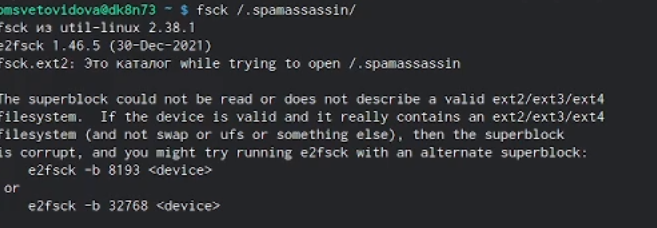 omsvetovidova@dk8n73 ~ $ fsck /.spamassassin/
fsck из util-linux 2.38.1
e2fsck 1.46.5 (30-Dec-2021)
fsck.ext2: Это каталог while trying to open /.spamassassin

The superblock could not be read or does not describe a valid ext2/ext3/ext4
filesystem.  If the device is valid and it really contains an ext2/ext3/ext4
filesystem (and not swap or ufs or something else), then the superblock
is corrupt, and you might try running e2fsck with an alternate superblock:
    e2fsck -b 8193 <device>
 or
    e2fsck -b 32768 <device>